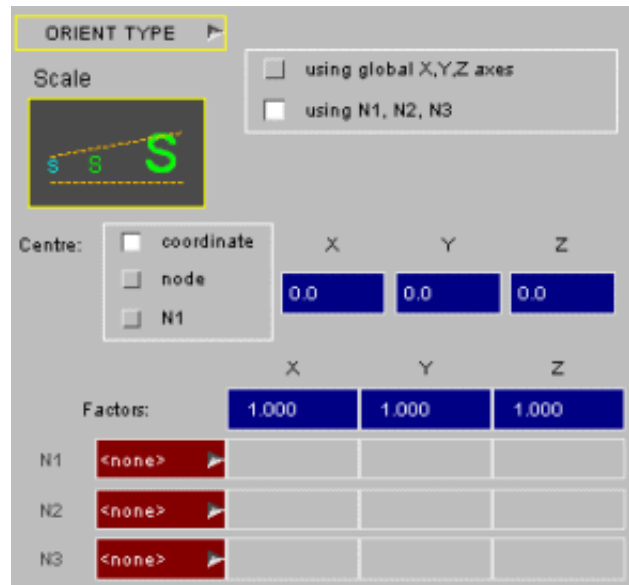 ORIENT TYPE
Scale
using global X,Y,Z axes
using N1, N2, N3
s s S
Centre:
coordinate
node
N1
X Y Z
0.0 0.0 0.0
X Y Z
Factors: 1.000 1.000 1.000
N1 <none>
N2 <none>
N3 <none>